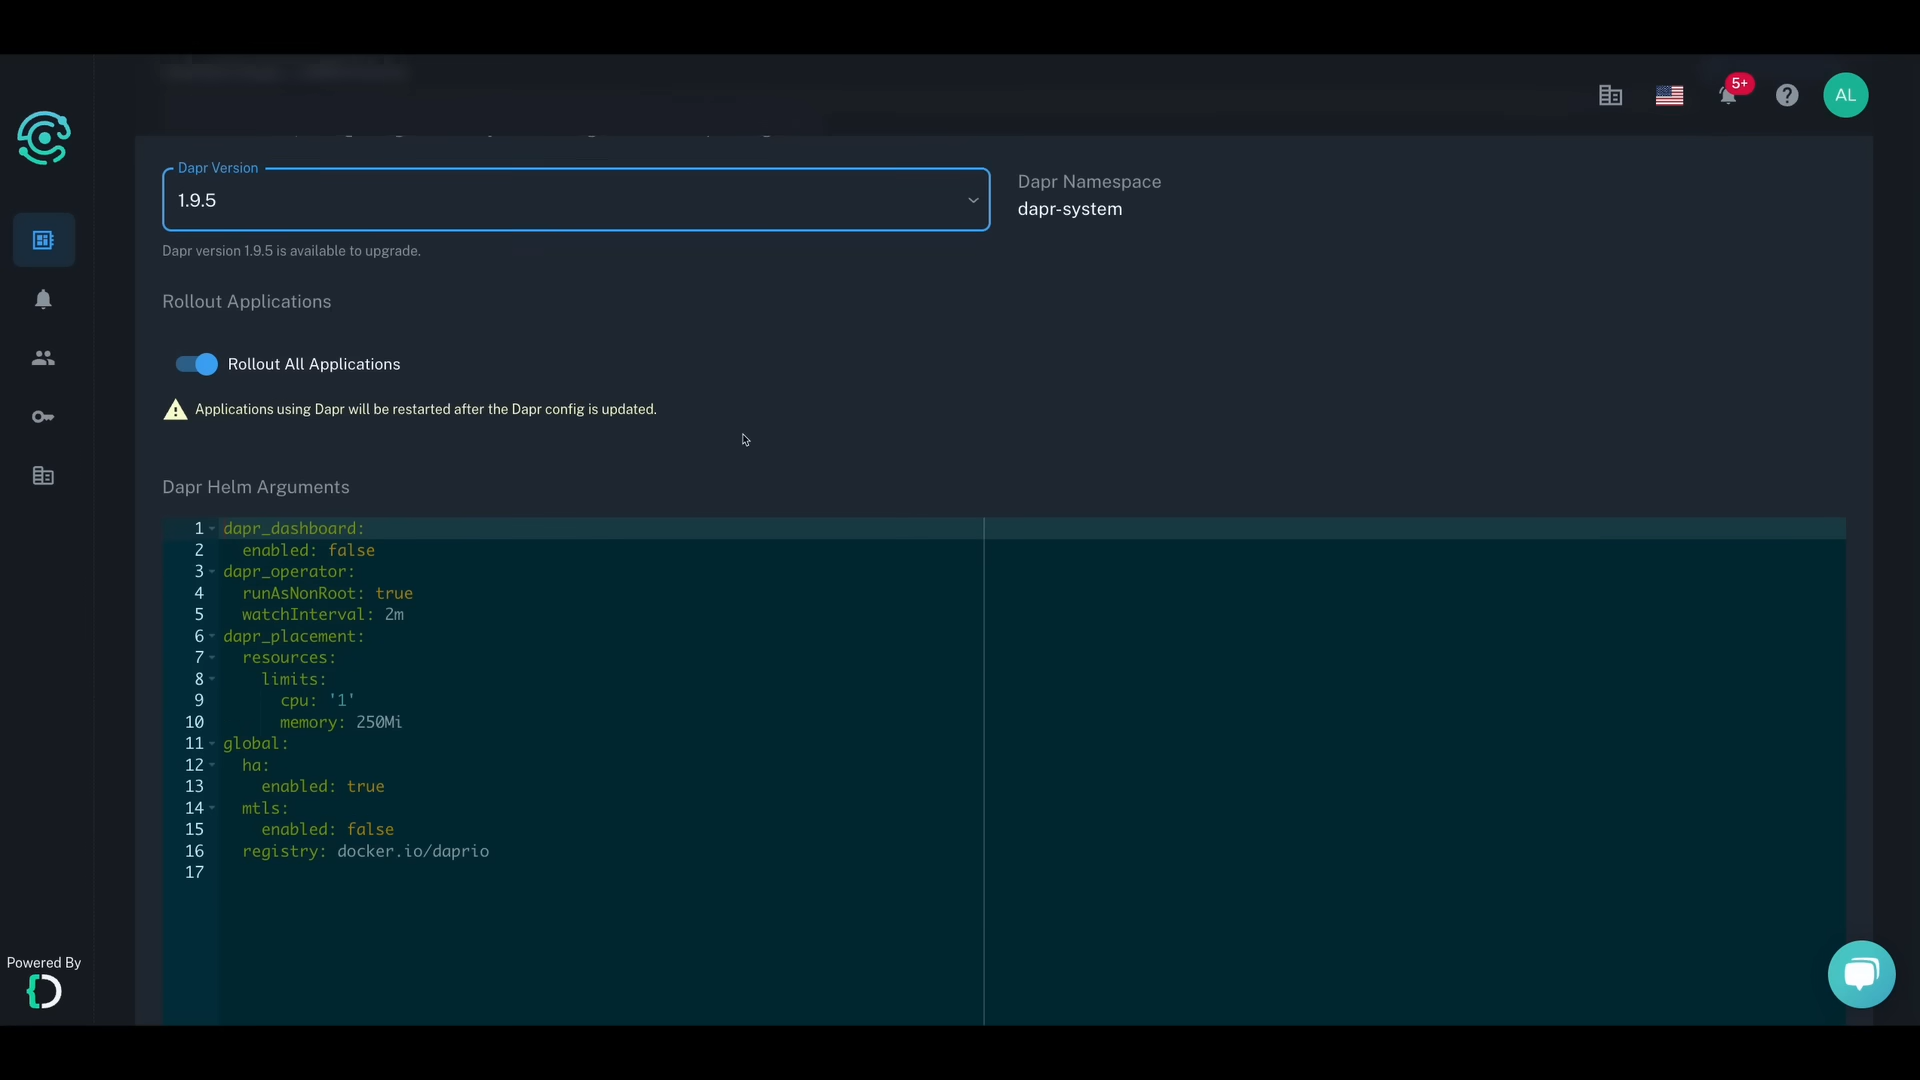 5+
AL
Dapr Version
1.9.5
Dapr Namespace
dapr-system
Dapr version 1.9.5 is available to upgrade.
Rollout Applications
Rollout All Applications
Applications using Dapr will be restarted after the Dapr config is updated.
Dapr Helm Arguments
1 dapr_dashboard:
2 enabled: false
3 dapr_operator:
4 runAsNonRoot: true
5 watchInterval: 2m
6 dapr_placement:
7 resources:
8 limits:
9 cpu: '1'
10 memory: 250Mi
11 global:
12 ha:
13 enabled: true
14 mtls:
15 enabled: false
16 registry: docker.io/daprio
17
Powered By